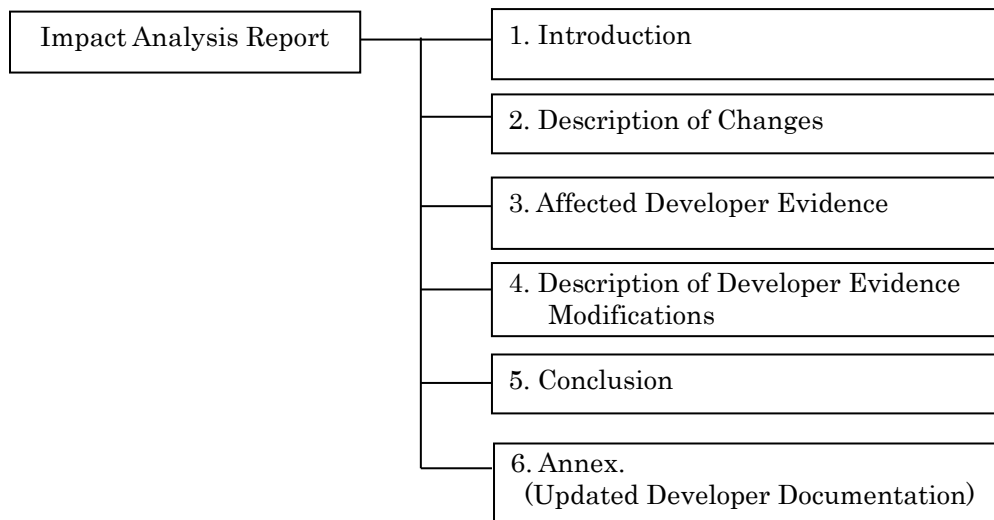 Impact Analysis Report
1. Introduction
2. Description of Changes
3. Affected Developer Evidence
4. Description of Developer Evidence
Modifications
5. Conclusion
6. Annex.
(Updated Developer Documentation)